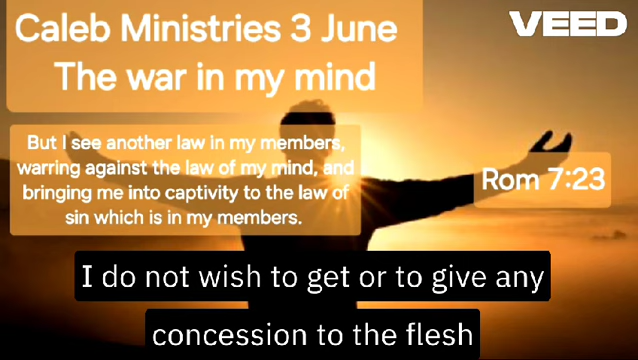 Caleb Ministries 3 June
The war in my mind
VEED
But I see another law in my members,
warring against the law of my mind, and
bringing me into captivity to the law of
sin which is in my members.
Rom 7:23
I do not wish to get or to give any
concession to the flesh